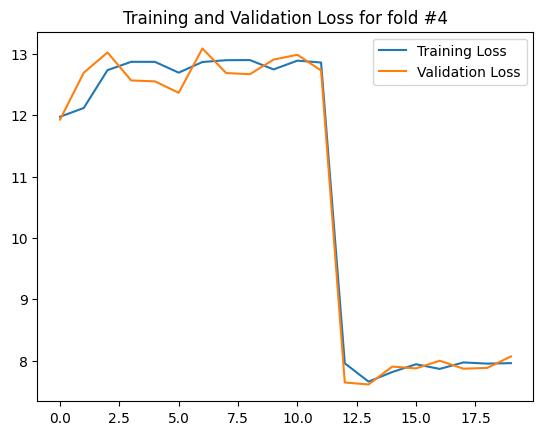 Training and Validation Loss for fold #4
Training Loss
Validation Loss
13
12
11
10
9
8
0.0 2.5 5.0 7.5 10.0 12.5 15.0 17.5